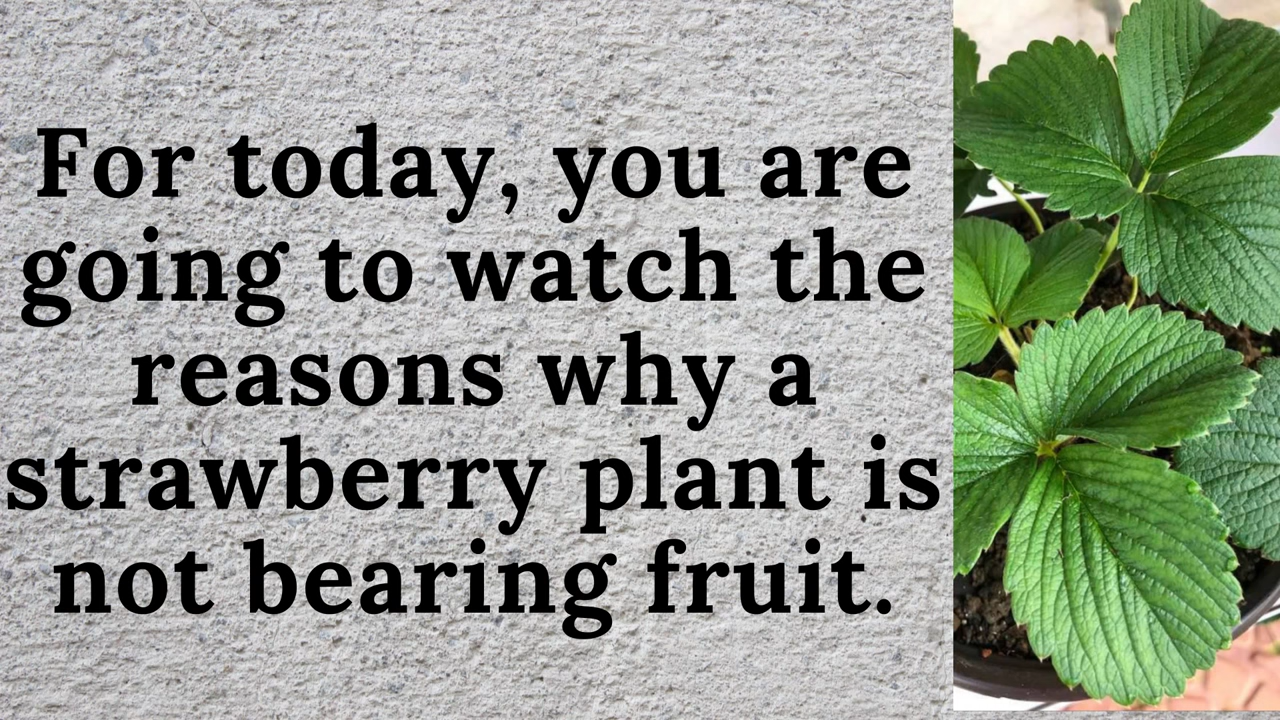 For today, you are
going to watch the
reasons why a
strawberry plant is
not bearing fruit.